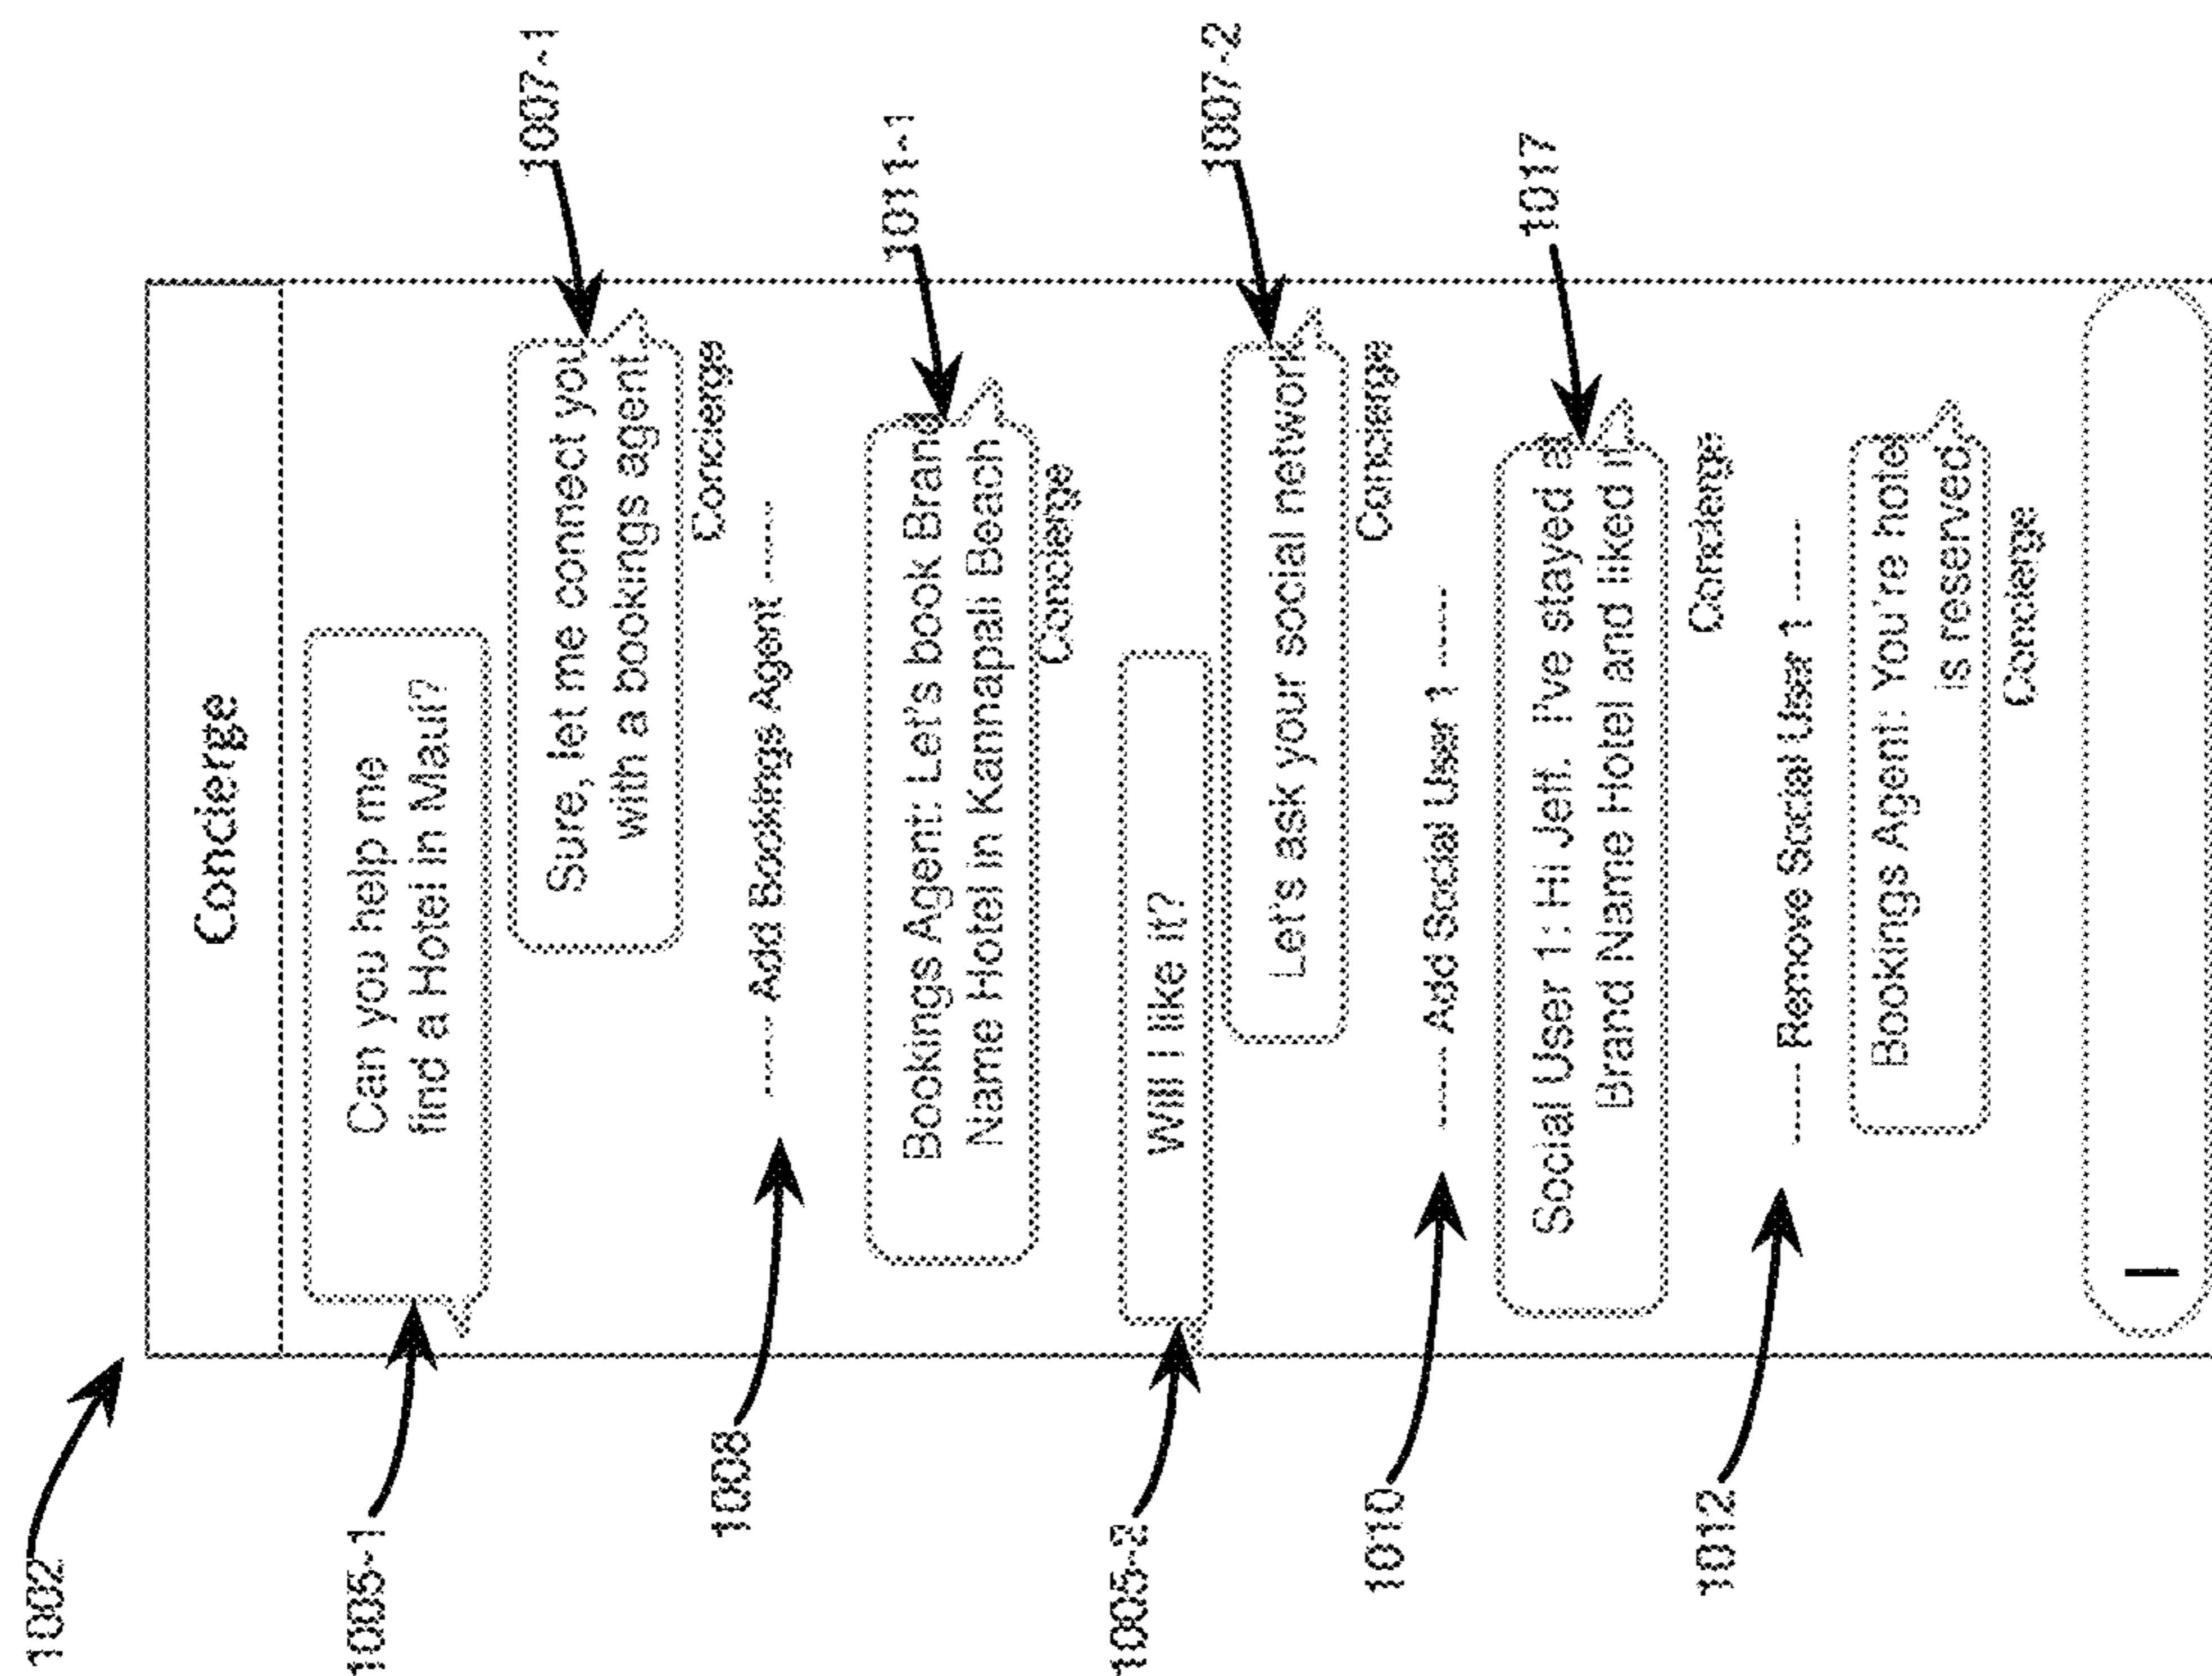 1002
Concierge
1005-1
Can you help me
find a Hotel in Maui?
1007-1
Sure, let me connect you
with a bookings agent
Concierge
1008
----- Add Bookings Agent -----
1011-1
Bookings Agent: Let's book Brand
Name Hotel in Kannapali Beach
Concierge
1005-2
Will I like it?
1007-2
Let's ask your social network
Concierge
1010
----- Add Social User 1 -----
1017
Social User 1: Hi Jeff. I've stayed at
Brand Name Hotel and liked it.
Concierge
1012
----- Remove Social User 1 -----
Bookings Agent: You're hotel
is reserved
Concierge